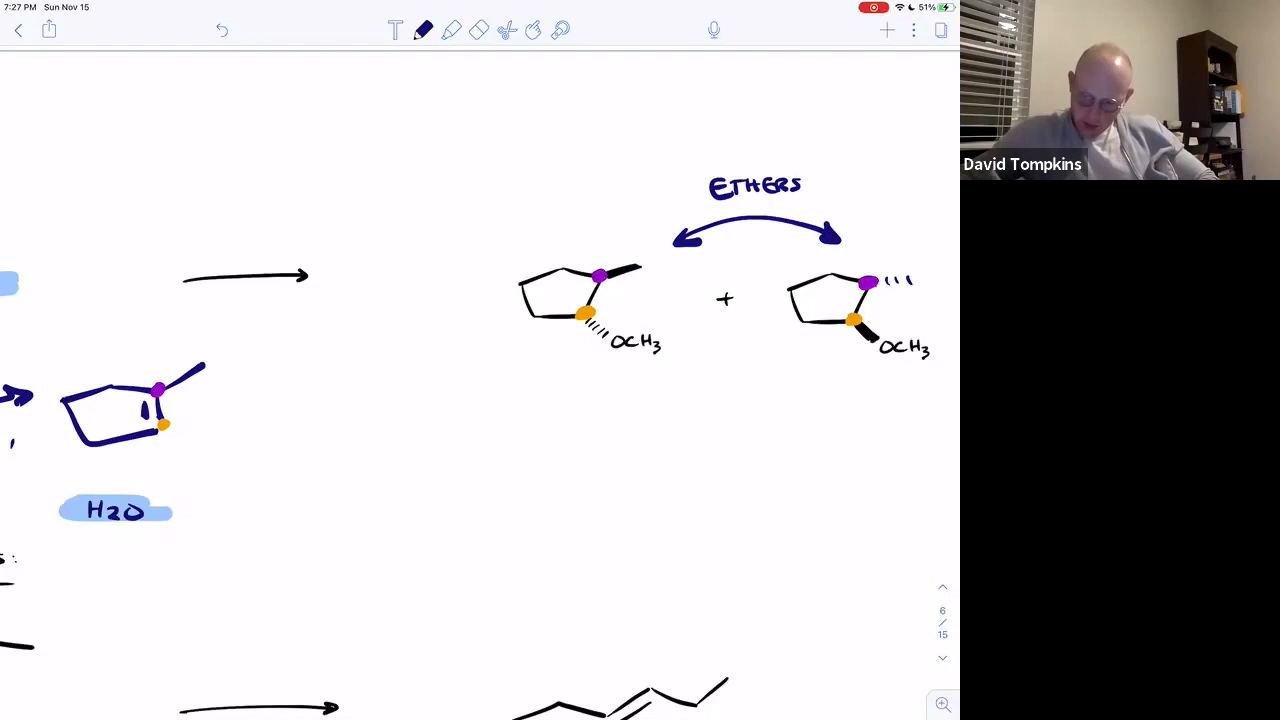 7:27 PM Sun Nov 15
51%
T
David Tompkins
ETHERS
+
OCH3
OCH3
H2O
S:
6
/
15